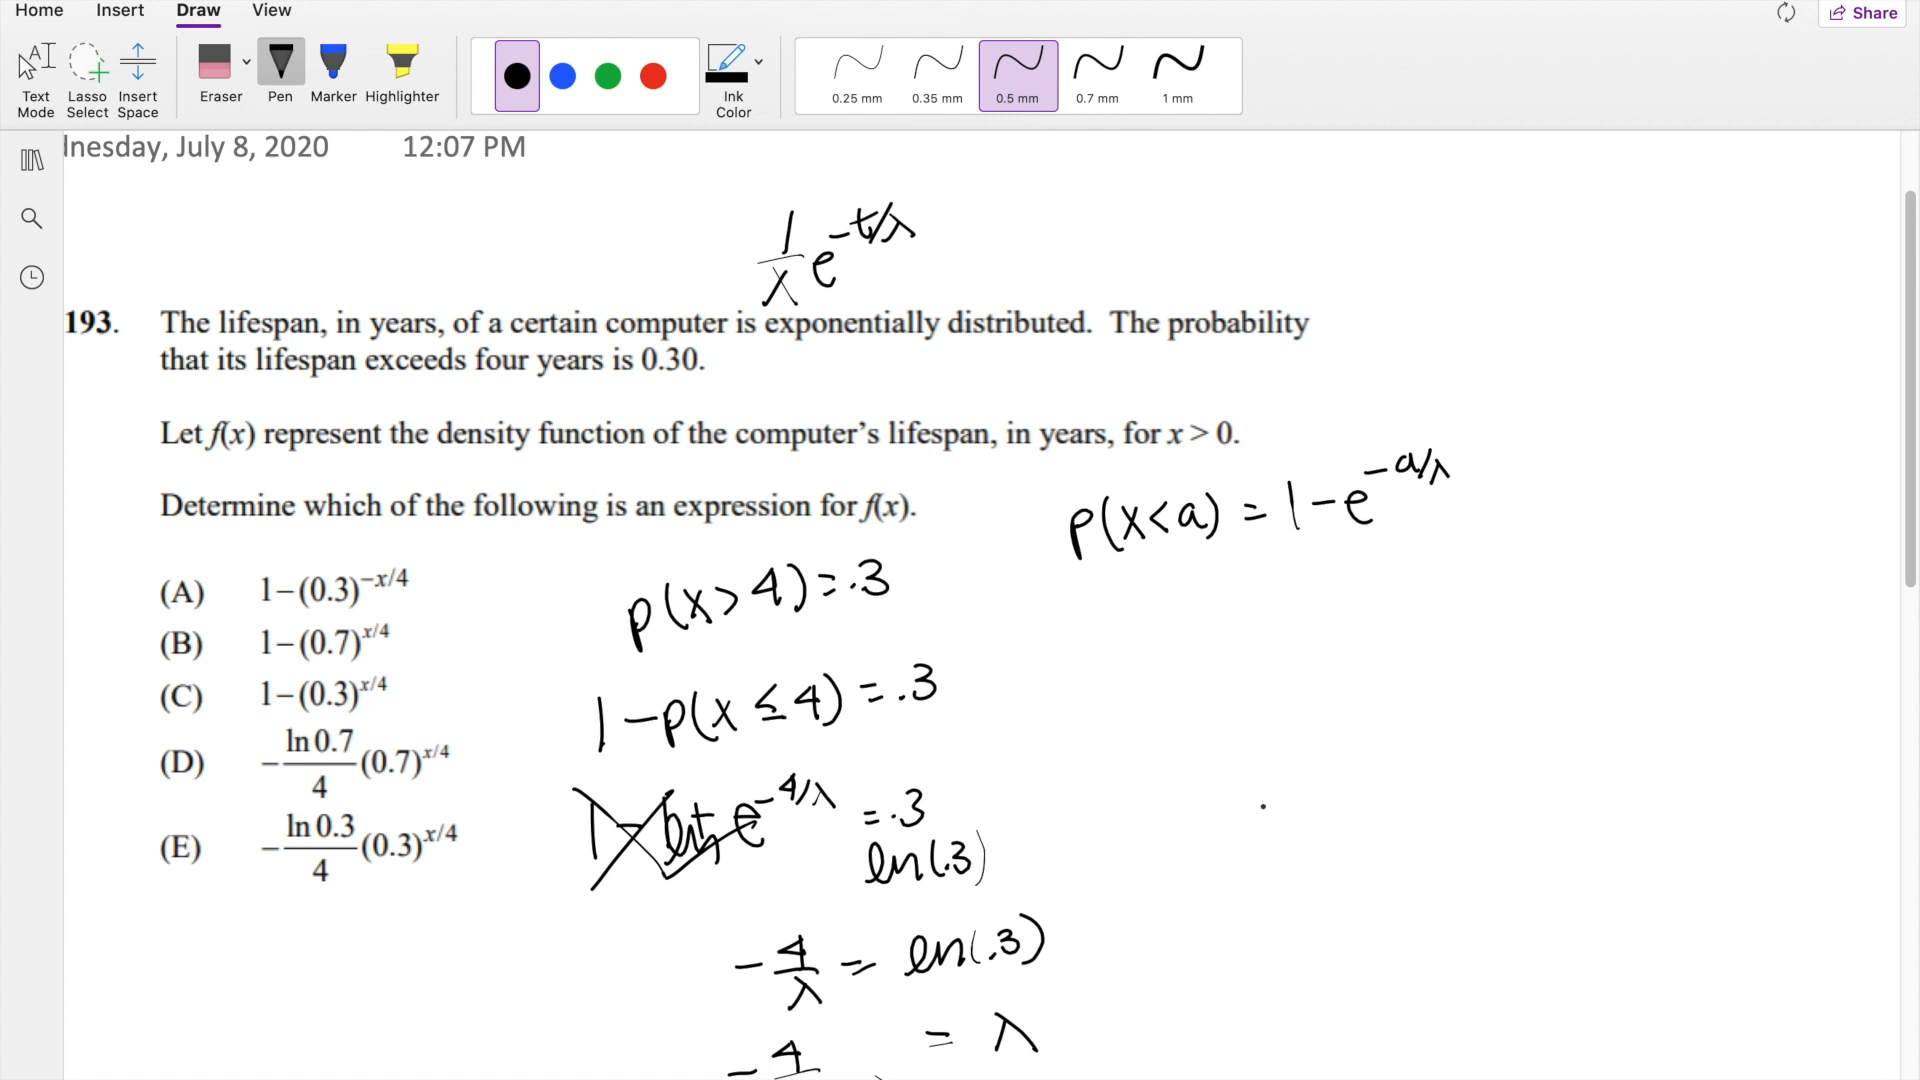 Home Insert Draw View
Share
Text Mode
Lasso Select
Insert Space
Eraser
Pen
Marker
Highlighter
Ink Color
0.25 mm 0.35 mm 0.5 mm 0.7 mm 1 mm
dnesday, July 8, 2020 12:07 PM
1/λ e^(-t/λ)
193. The lifespan, in years, of a certain computer is exponentially distributed. The probability
that its lifespan exceeds four years is 0.30.
Let f(x) represent the density function of the computer's lifespan, in years, for x > 0.
Determine which of the following is an expression for f(x).
p(x<a) = 1-e^(-a/λ)
(A) 1−(0.3)^(−x/4)
(B) 1−(0.7)^(x/4)
(C) 1−(0.3)^(x/4)
(D) −(ln 0.7)/4 (0.7)^(x/4)
(E) −(ln 0.3)/4 (0.3)^(x/4)
p(x>4)=.3
1-p(x≤4)=.3
e^(-4/λ) =.3
ln(.3)
-4/λ = ln(.3)
-4 = λ